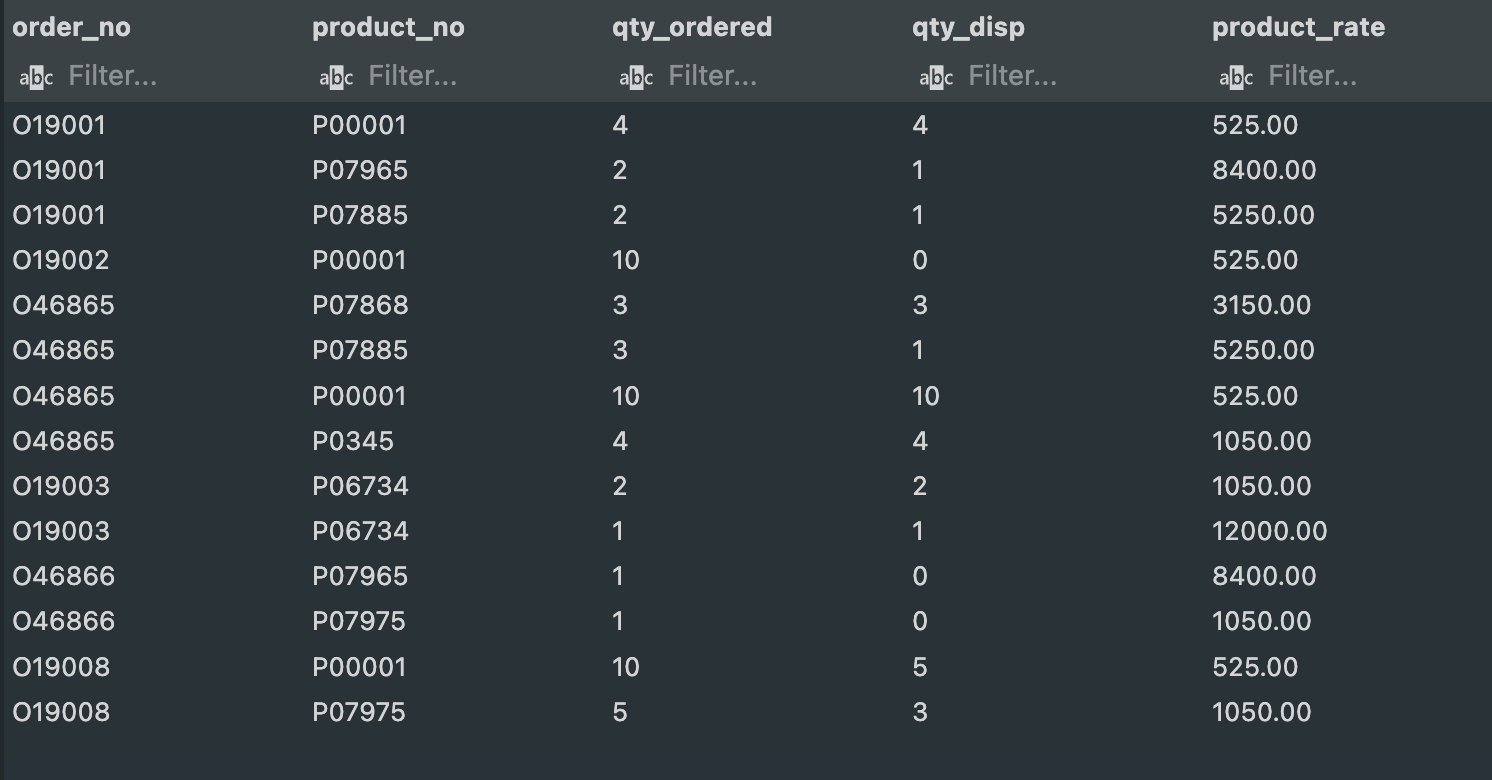 order_no product_no qty_ordered qty_disp product_rate
abc Filter... abc Filter... abc Filter... abc Filter... abc Filter...
O19001 P00001 4 4 525.00
O19001 P07965 2 1 8400.00
O19001 P07885 2 1 5250.00
O19002 P00001 10 0 525.00
O46865 P07868 3 3 3150.00
O46865 P07885 3 1 5250.00
O46865 P00001 10 10 525.00
O46865 P0345 4 4 1050.00
O19003 P06734 2 2 1050.00
O19003 P06734 1 1 12000.00
O46866 P07965 1 0 8400.00
O46866 P07975 1 0 1050.00
O19008 P00001 10 5 525.00
O19008 P07975 5 3 1050.00